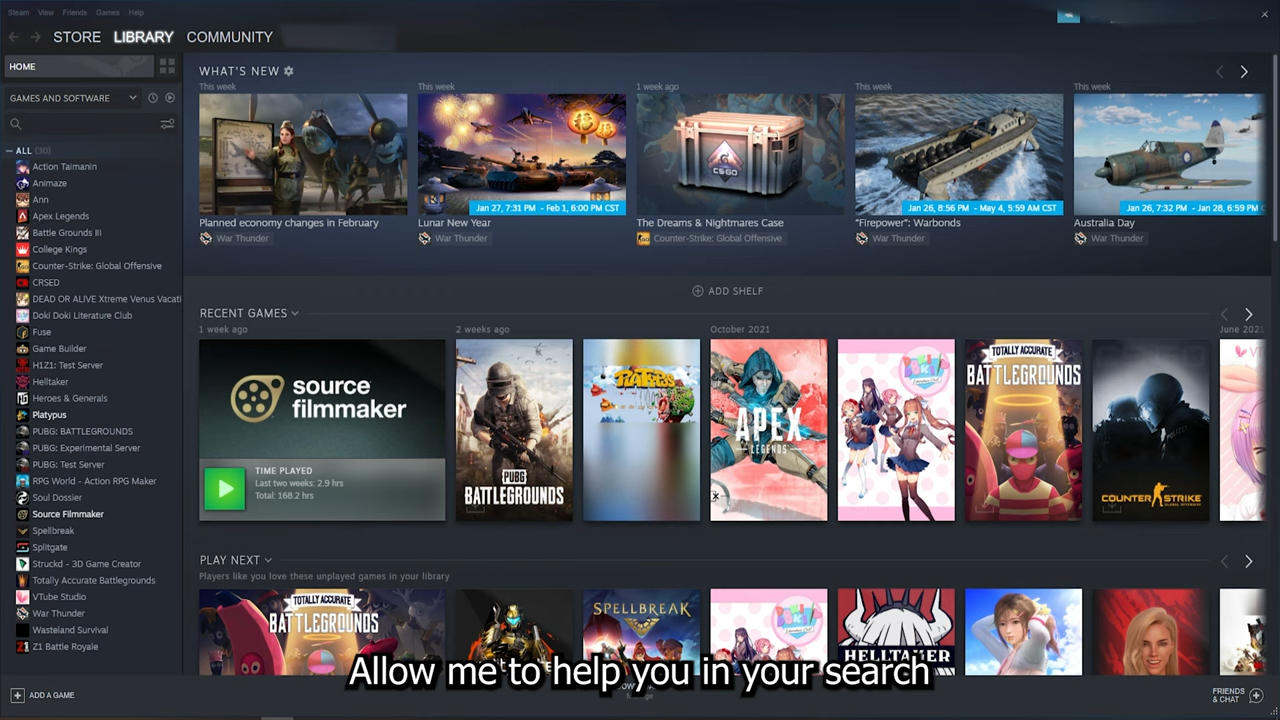 Steam View Friends Games Help
STORE LIBRARY COMMUNITY
HOME
GAMES AND SOFTWARE
ALL (30)
Action Taimanin
Animaze
Ann
Apex Legends
Battle Grounds III
College Kings
Counter-Strike: Global Offensive
CRSED
DEAD OR ALIVE Xtreme Venus Vacati
Doki Doki Literature Club
Fuse
Game Builder
H1Z1: Test Server
Helltaker
Heroes & Generals
Platypus
PUBG: BATTLEGROUNDS
PUBG: Experimental Server
PUBG: Test Server
RPG World - Action RPG Maker
Soul Dossier
Source Filmmaker
Spellbreak
Splitgate
Struckd - 3D Game Creator
Totally Accurate Battlegrounds
VTube Studio
War Thunder
Wasteland Survival
Z1 Battle Royale
ADD A GAME
WHAT'S NEW
This week
This week
1 week ago
This week
This week
CS:GO
Jan 27, 7:31 PM - Feb 1, 6:00 PM CST
Jan 26, 8:56 PM - May 4, 5:59 AM CST
Jan 26, 7:32 PM - Jan 28, 6:59 PM C
Planned economy changes in February
Lunar New Year
The Dreams & Nightmares Case
"Firepower": Warbonds
Australia Day
War Thunder
War Thunder
Counter-Strike: Global Offensive
War Thunder
War Thunder
ADD SHELF
RECENT GAMES
1 week ago
2 weeks ago
October 2021
June 2021
source
filmmaker
TIME PLAYED
Last two weeks: 2.9 hrs
Total: 168.2 hrs
PUBG
BATTLEGROUNDS
PLATYPUS
APEX
LEGENDS
DOKI DOKI
Literature Club!
TOTALLY ACCURATE
BATTLEGROUNDS
COUNTER STRIKE
GLOBAL OFFENSIVE
PLAY NEXT
Players like you love these unplayed games in your library
TOTALLY ACCURATE
BATTLEGROUNDS
SPELLBREAK
DOKI DOKI
HELLTAKER
Allow me to help you in your search
FRIENDS
& CHAT